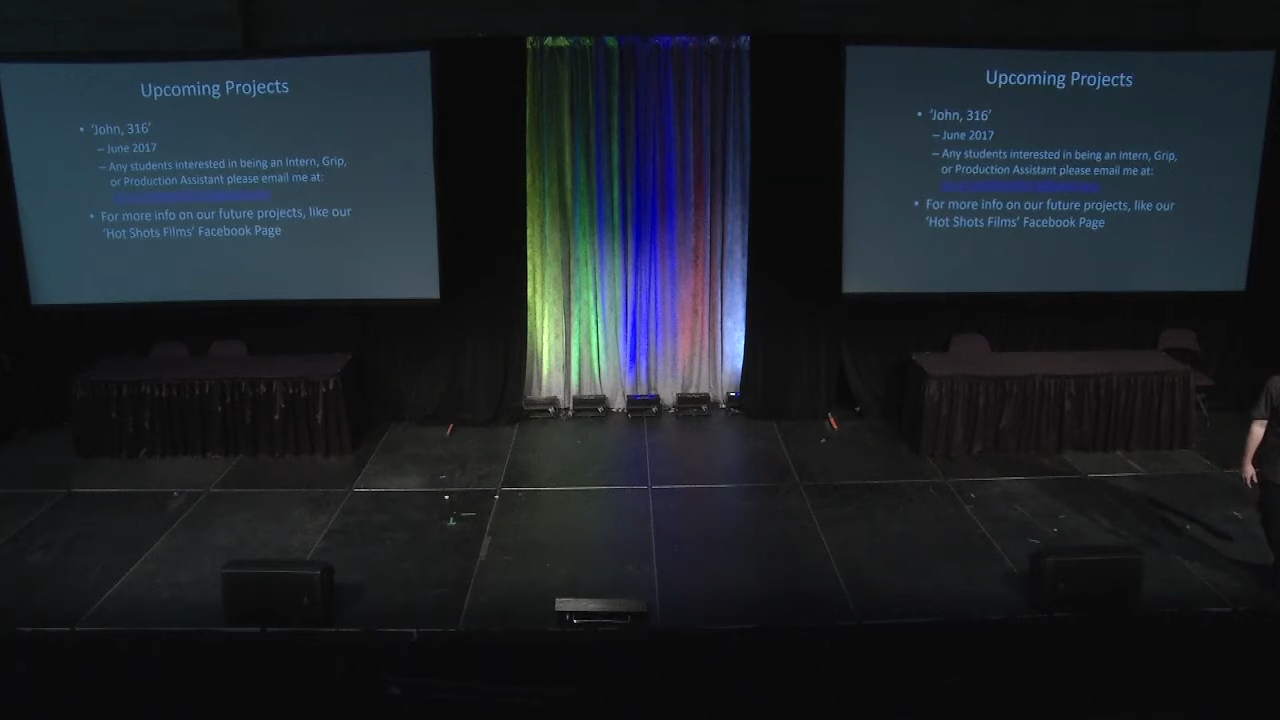 Upcoming Projects
• 'John, 316'
– June 2017
– Any students interested in being an Intern, Grip,
or Production Assistant please email me at:
• For more info on our future projects, like our
'Hot Shots Films' Facebook Page
Upcoming Projects
• 'John, 316'
– June 2017
– Any students interested in being an Intern, Grip,
or Production Assistant please email me at:
• For more info on our future projects, like our
'Hot Shots Films' Facebook Page